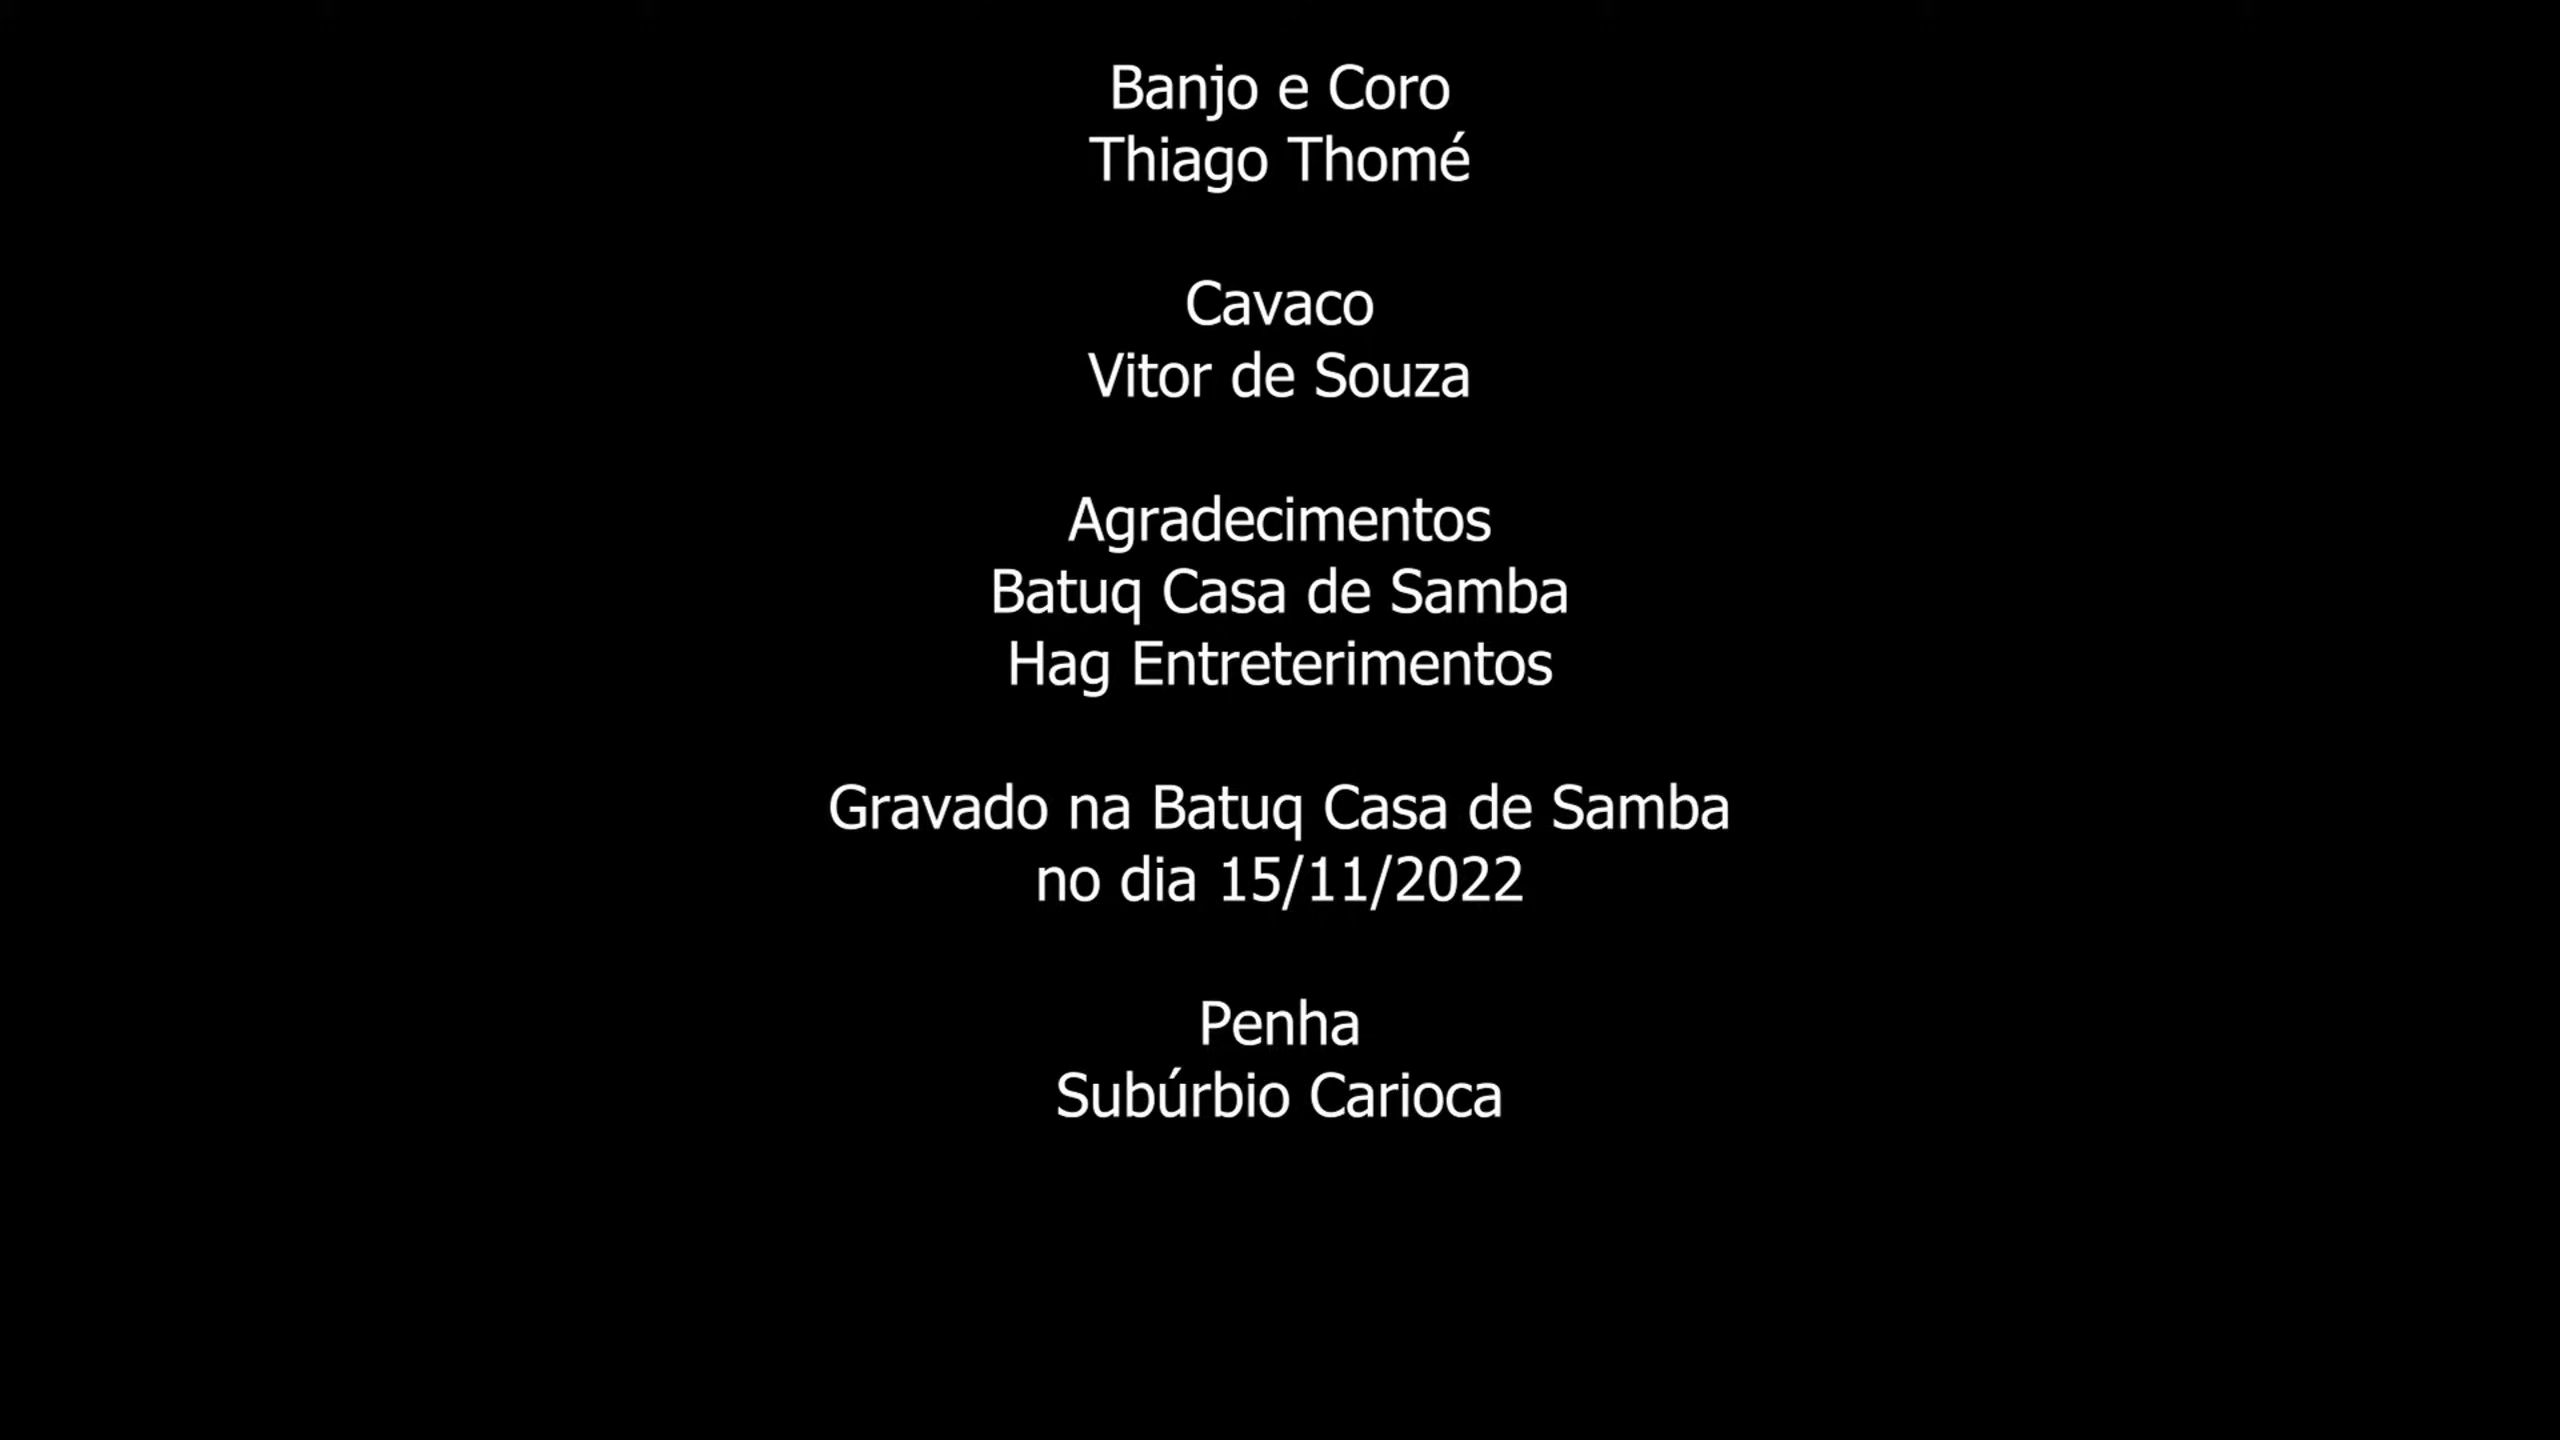 Banjo e Coro
Thiago Thomé
Cavaco
Vitor de Souza
Agradecimentos
Batuq Casa de Samba
Hag Entreterimentos
Gravado na Batuq Casa de Samba
no dia 15/11/2022
Penha
Subúrbio Carioca